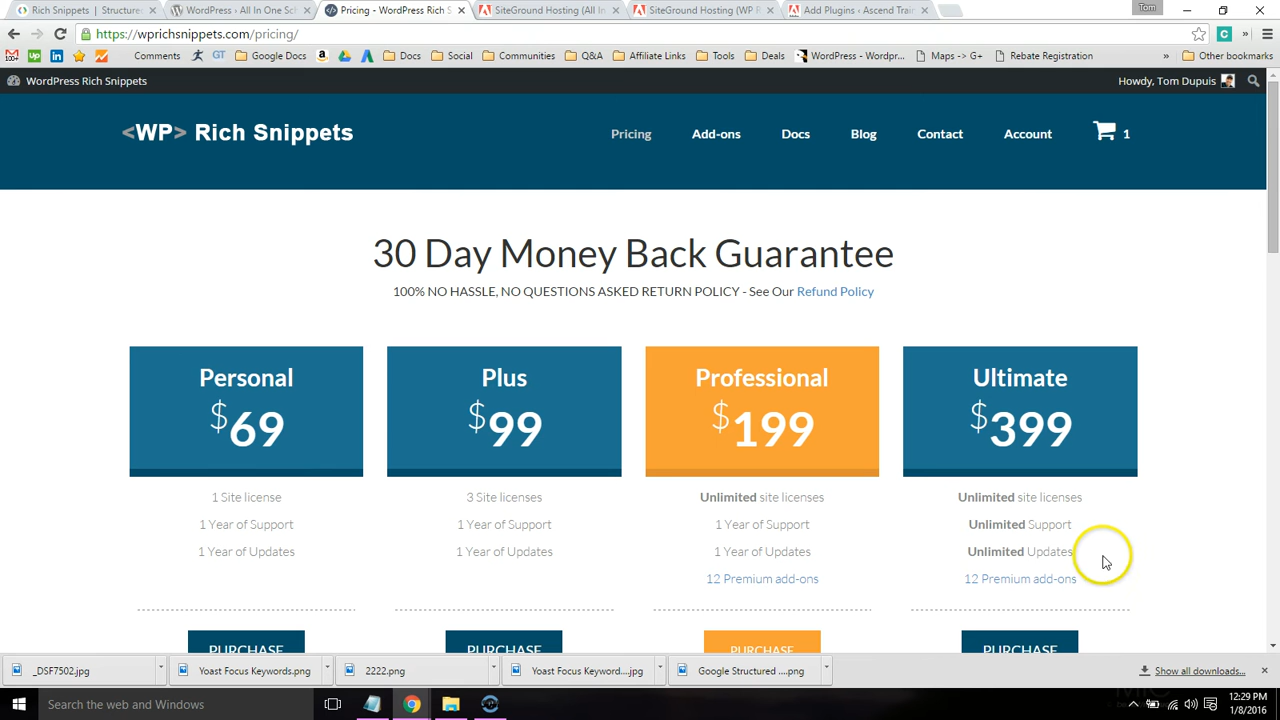 Rich Snippets | Structured
WordPress ‹ All In One Sch
Pricing - WordPress Rich S
SiteGround Hosting (All In
SiteGround Hosting (WP R
Add Plugins ‹ Ascend Trai
Tom
https://wprichsnippets.com/pricing/
Comments
GT
Google Docs
Docs
Social
Communities
Q&A
Affiliate Links
Tools
Deals
WordPress - Wordpr...
Maps -> G+
Rebate Registration
»
Other bookmarks
WordPress Rich Snippets
Howdy, Tom Dupuis
<WP> Rich Snippets
Pricing
Add-ons
Docs
Blog
Contact
Account
1
30 Day Money Back Guarantee
100% NO HASSLE, NO QUESTIONS ASKED RETURN POLICY - See Our Refund Policy
Personal
$69
1 Site license
1 Year of Support
1 Year of Updates
PURCHASE
Plus
$99
3 Site licenses
1 Year of Support
1 Year of Updates
PURCHASE
Professional
$199
Unlimited site licenses
1 Year of Support
1 Year of Updates
12 Premium add-ons
PURCHASE
Ultimate
$399
Unlimited site licenses
Unlimited Support
Unlimited Updates
12 Premium add-ons
PURCHASE
_DSF7502.jpg
Yoast Focus Keywords.png
2222.png
Yoast Focus Keyword....jpg
Google Structured ....png
Show all downloads...
Search the web and Windows
12:29 PM
1/8/2016